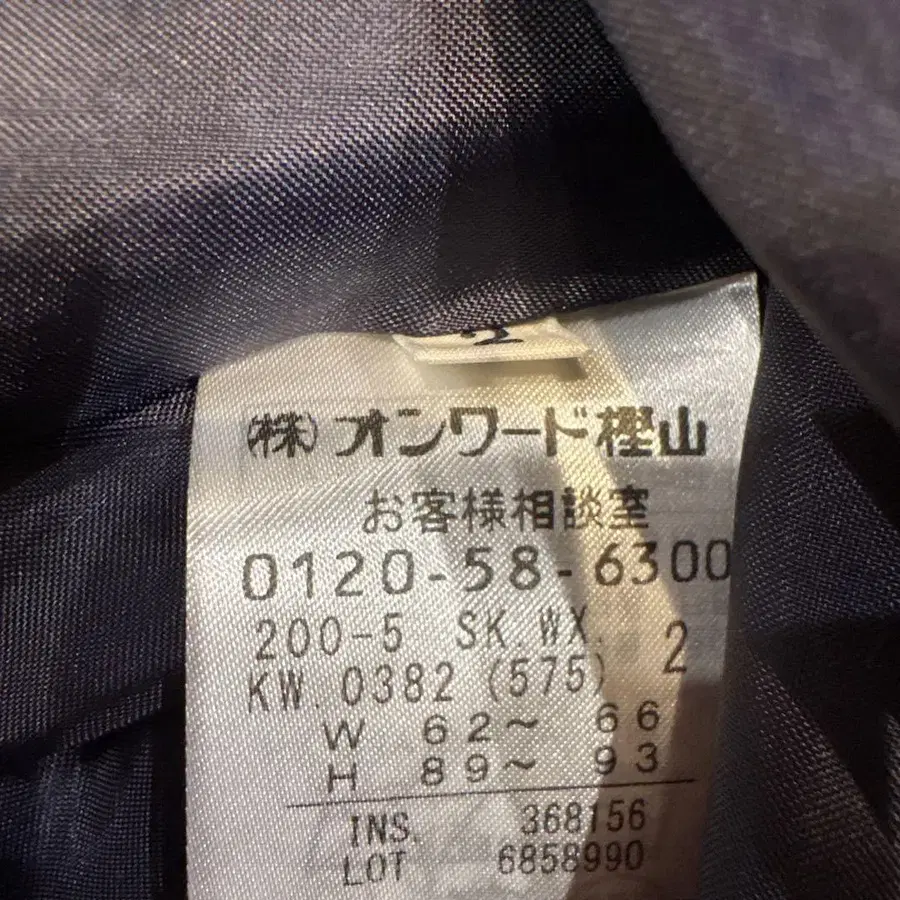 2
(株)オンワード樫山
お客様相談室
0120-58-6300
200-5 SK.WX. 2
KW.0382 (575)
W 62~66
H 89~93
INS. 368156
LOT 6858990